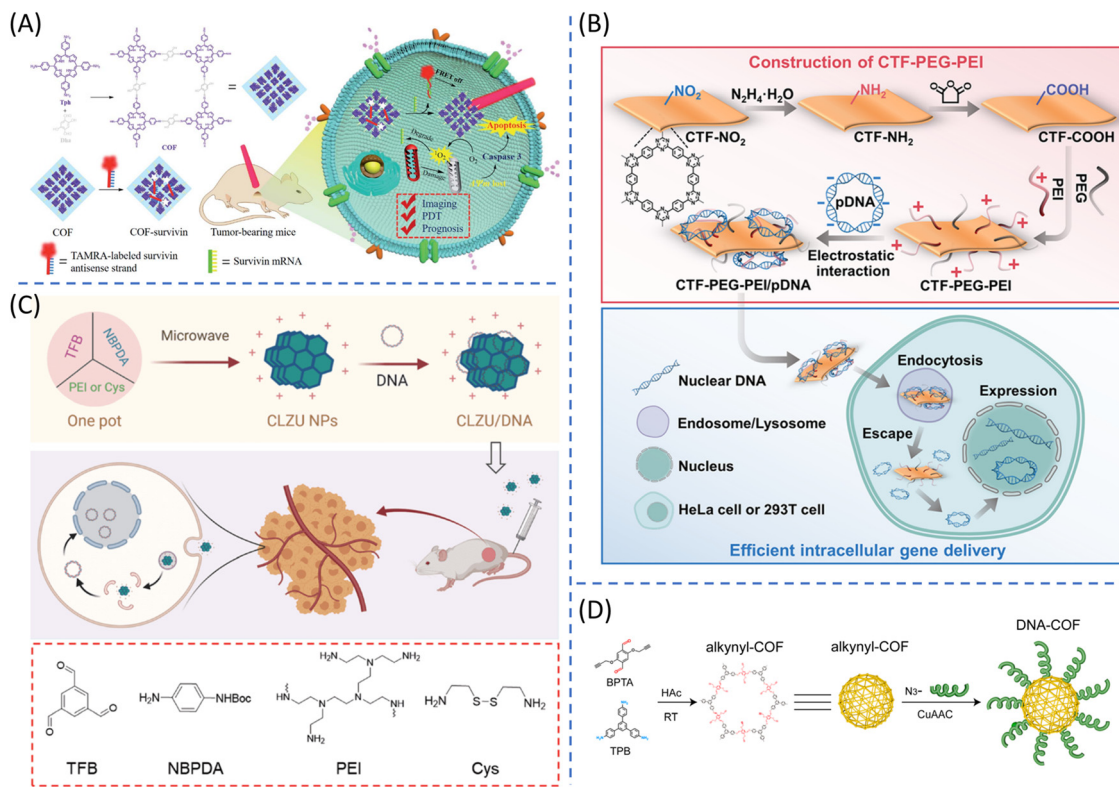 (A)
Tph
+
COF
=
FRET off
Apoptosis
Degrade
¹O₂
O₂
Caspase 3
Damage
Imaging
PDT
Prognosis
COF
COF-survivin
Tumor-bearing mice
= TAMRA-labeled survivin
antisense strand
= Survivin mRNA
(B)
Construction of CTF-PEG-PEI
NO₂
N₂H₄·H₂O
NH₂
COOH
CTF-NO₂
CTF-NH₂
CTF-COOH
PEI
PEG
pDNA
Electrostatic
interaction
CTF-PEG-PEI/pDNA
CTF-PEG-PEI
Nuclear DNA
Endosome/Lysosome
Nucleus
HeLa cell or 293T cell
Endocytosis
Expression
Escape
Efficient intracellular gene delivery
(C)
TFB
NBPDA
PEI or Cys
One pot
Microwave
CLZU NPs
DNA
CLZU/DNA
TFB
NBPDA
PEI
Cys
(D)
BPTA
TPB
HAc
RT
alkynyl-COF
alkynyl-COF
N3-
CuAAC
DNA-COF